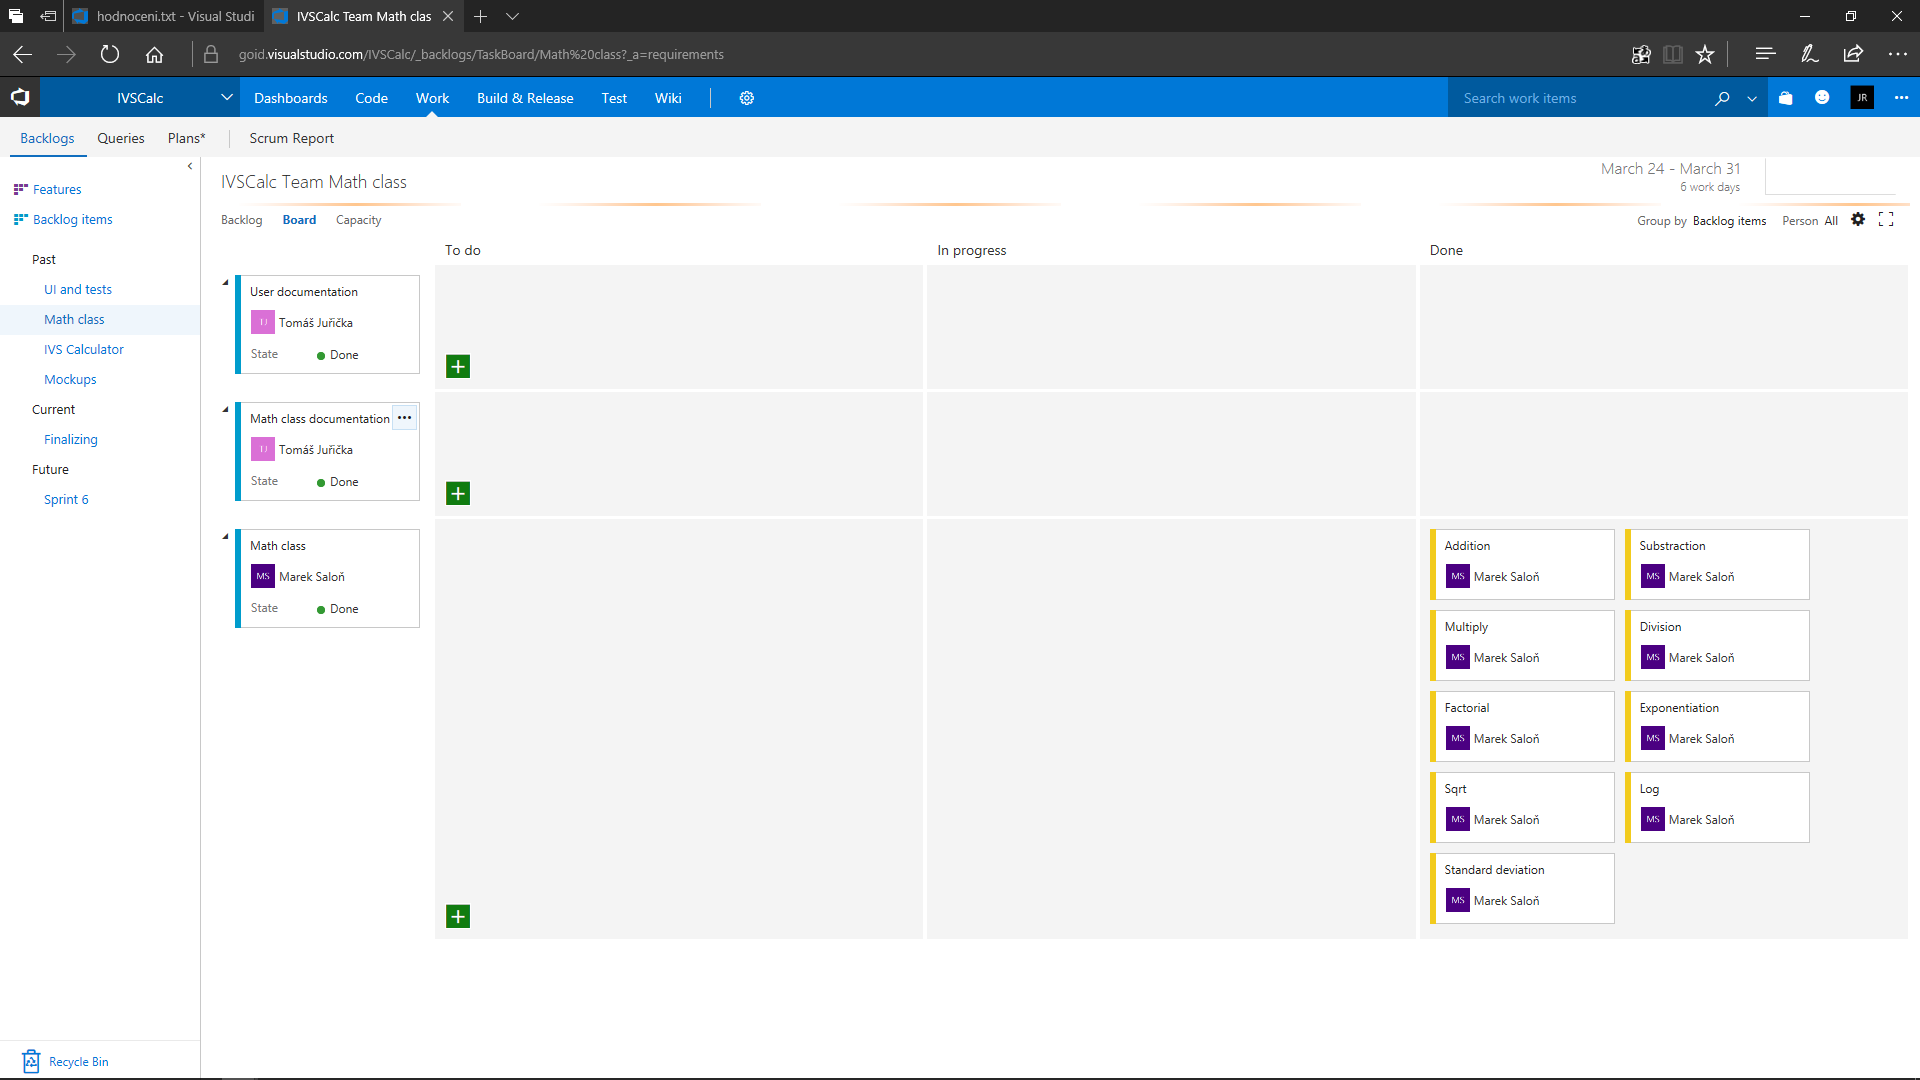 hodnoceni.txt - Visual Studi
IVSCalc Team Math clas
goid.visualstudio.com/IVSCalc/_backlogs/TaskBoard/Math%20class?_a=requirements
IVSCalc
Dashboards Code Work Build & Release Test Wiki
Search work items
JR
Backlogs Queries Plans* Scrum Report
Features
Backlog items
Past
UI and tests
Math class
IVS Calculator
Mockups
Current
Finalizing
Future
Sprint 6
Recycle Bin
IVSCalc Team Math class
March 24 - March 31
6 work days
Backlog Board Capacity
Group by Backlog items Person All
To do In progress Done
User documentation
TJ Tomáš Juřička
State Done
Math class documentation
TJ Tomáš Juřička
State Done
Math class
MS Marek Saloň
State Done
Addition
MS Marek Saloň
Substraction
MS Marek Saloň
Multiply
MS Marek Saloň
Division
MS Marek Saloň
Factorial
MS Marek Saloň
Exponentiation
MS Marek Saloň
Sqrt
MS Marek Saloň
Log
MS Marek Saloň
Standard deviation
MS Marek Saloň